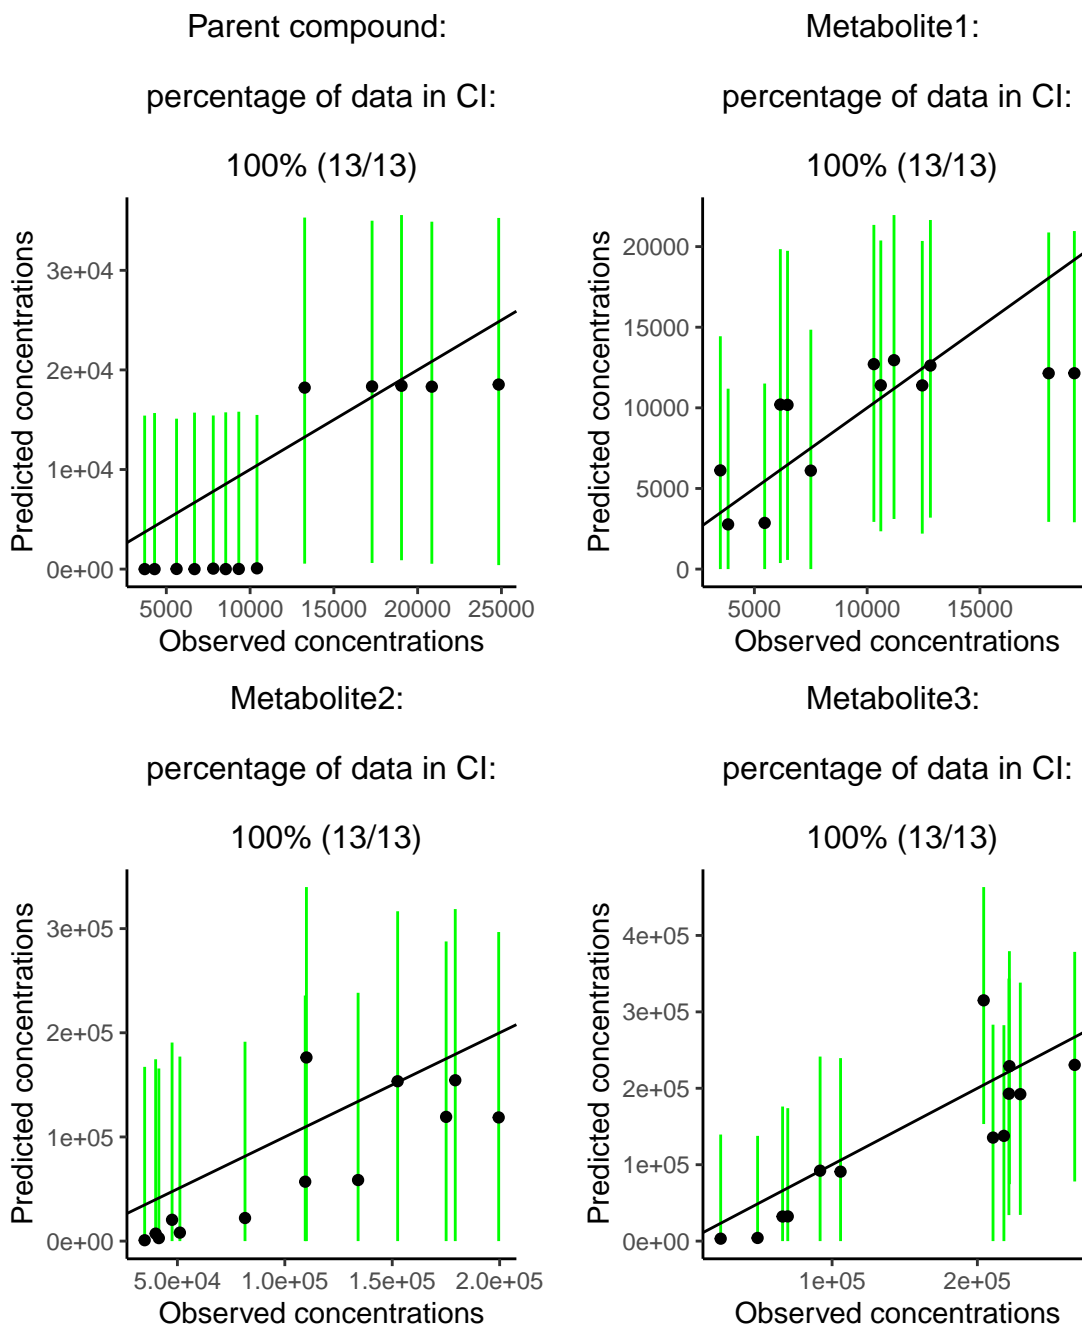 Parent compound:
percentage of data in CI:
100% (13/13)
Predicted concentrations
3e+04
2e+04
1e+04
0e+00
5000 10000 15000 20000 25000
Observed concentrations
Metabolite1:
percentage of data in CI:
100% (13/13)
Predicted concentrations
20000
15000
10000
5000
0
5000 10000 15000
Observed concentrations
Metabolite2:
percentage of data in CI:
100% (13/13)
Predicted concentrations
3e+05
2e+05
1e+05
0e+00
5.0e+04 1.0e+05 1.5e+05 2.0e+05
Observed concentrations
Metabolite3:
percentage of data in CI:
100% (13/13)
Predicted concentrations
4e+05
3e+05
2e+05
1e+05
0e+00
1e+05 2e+05
Observed concentrations